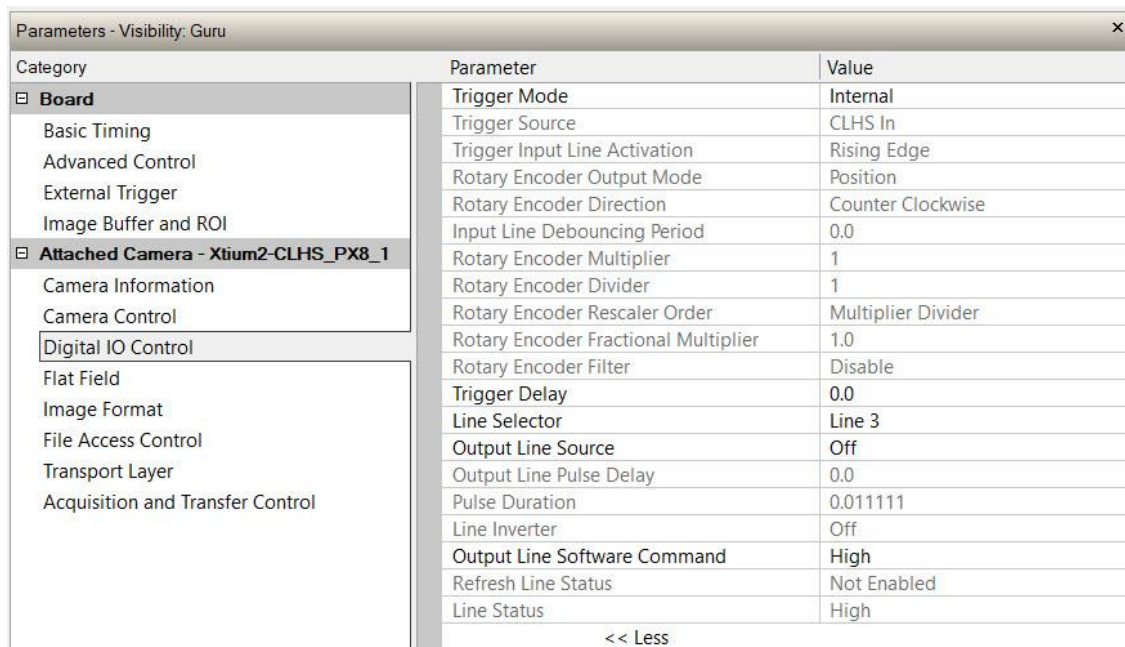 Parameters - Visibility: Guru ×
Category Parameter Value
Board
Basic Timing
Advanced Control
External Trigger
Image Buffer and ROI
Attached Camera - Xtium2-CLHS_PX8_1
Camera Information
Camera Control
Digital IO Control
Flat Field
Image Format
File Access Control
Transport Layer
Acquisition and Transfer Control
Trigger Mode Internal
Trigger Source CLHS In
Trigger Input Line Activation Rising Edge
Rotary Encoder Output Mode Position
Rotary Encoder Direction Counter Clockwise
Input Line Debouncing Period 0.0
Rotary Encoder Multiplier 1
Rotary Encoder Divider 1
Rotary Encoder Rescaler Order Multiplier Divider
Rotary Encoder Fractional Multiplier 1.0
Rotary Encoder Filter Disable
Trigger Delay 0.0
Line Selector Line 3
Output Line Source Off
Output Line Pulse Delay 0.0
Pulse Duration 0.011111
Line Inverter Off
Output Line Software Command High
Refresh Line Status Not Enabled
Line Status High
<< Less